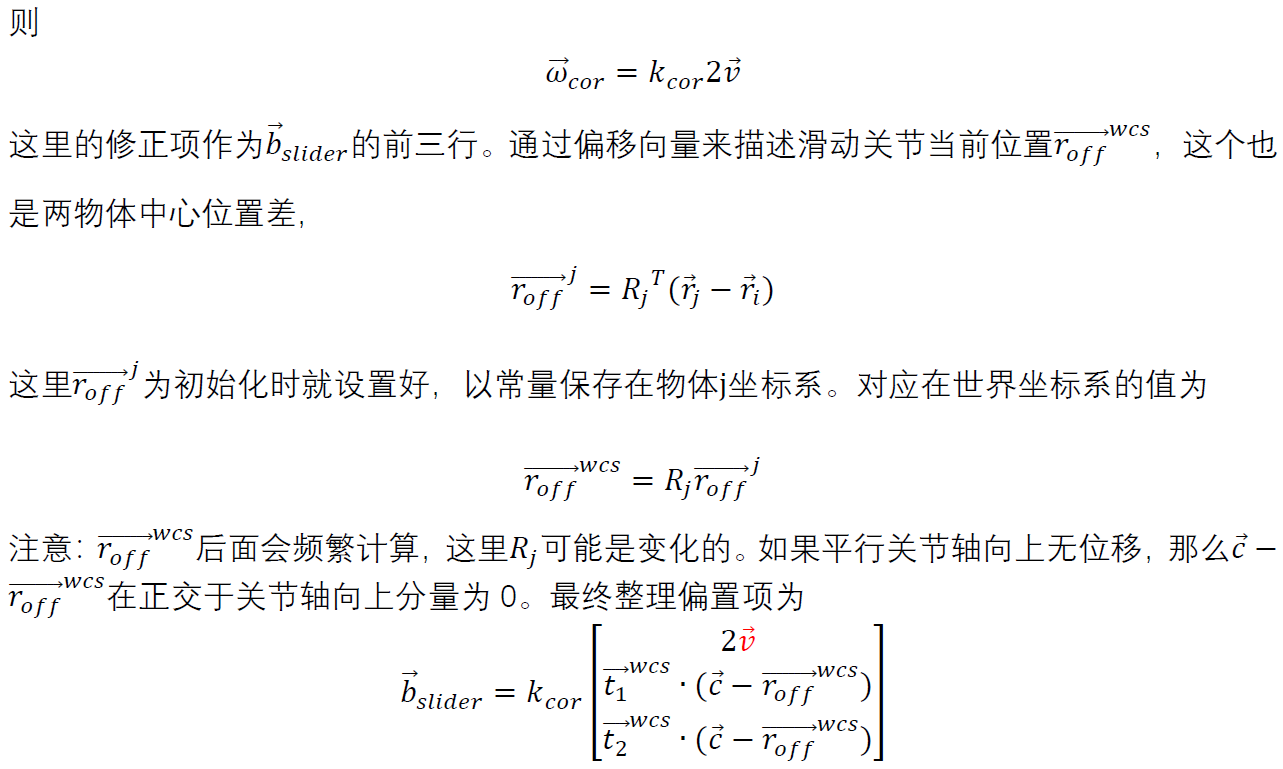 则
$\vec{\omega}_{cor} = k_{cor} 2\vec{v}$
这里的修正项作为$\vec{b}_{slider}$的前三行。通过偏移向量来描述滑动关节当前位置$\overrightarrow{r_{off}}^{wcs}$，这个也
是两物体中心位置差，
$\overrightarrow{r_{off}}^{j} = R_j{}^T(\vec{r}_j - \vec{r}_i)$
这里$\overrightarrow{r_{off}}^{j}$为初始化时就设置好，以常量保存在物体j坐标系。对应在世界坐标系的值为
$\overrightarrow{r_{off}}^{wcs} = R_j \overrightarrow{r_{off}}^{j}$
注意：$\overrightarrow{r_{off}}^{wcs}$后面会频繁计算，这里$R_j$可能是变化的。如果平行关节轴向上无位移，那么$\vec{c} -$
$\overrightarrow{r_{off}}^{wcs}$在正交于关节轴向上分量为 0。最终整理偏置项为
$\vec{b}_{slider} = k_{cor} \begin{bmatrix} 2\vec{v} \\ \overrightarrow{t_1}^{wcs} \cdot (\vec{c} - \overrightarrow{r_{off}}^{wcs}) \\ \overrightarrow{t_2}^{wcs} \cdot (\vec{c} - \overrightarrow{r_{off}}^{wcs}) \end{bmatrix}$